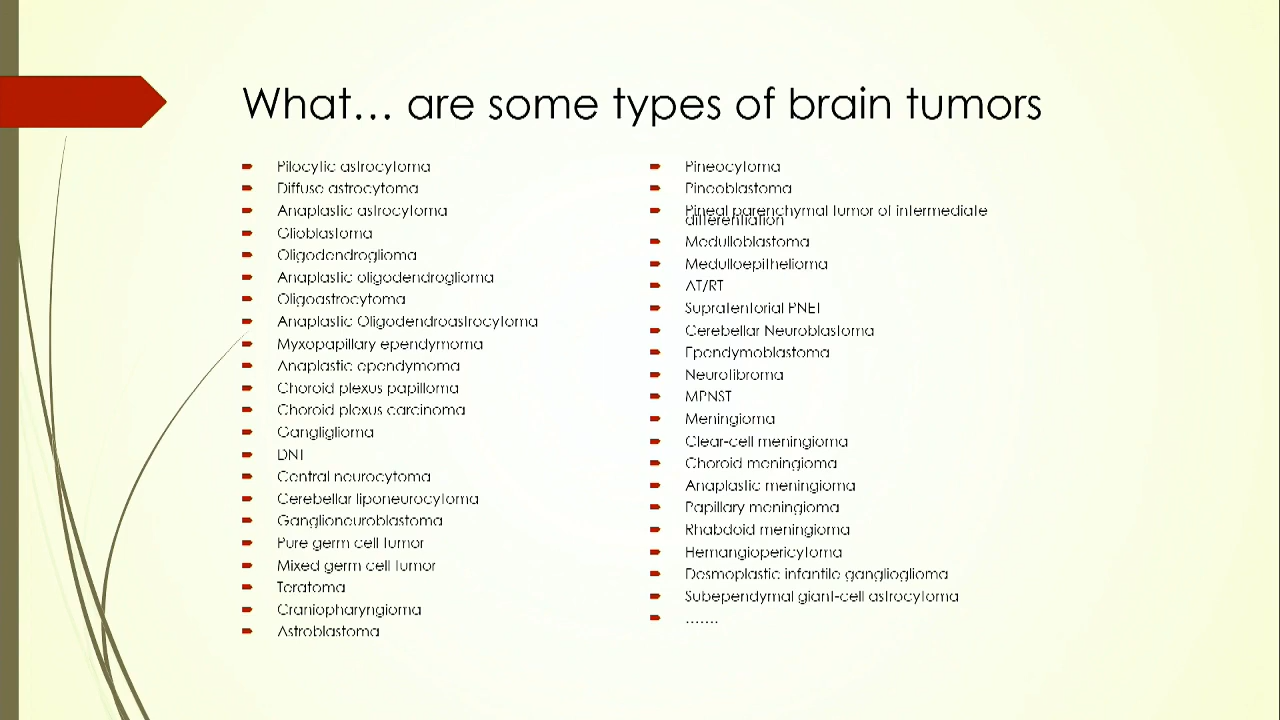 What… are some types of brain tumors
Pilocytic astrocytoma
Diffuse astrocytoma
Anaplastic astrocytoma
Glioblastoma
Oligodendroglioma
Anaplastic oligodendroglioma
Oligoastrocytoma
Anaplastic Oligodendroastrocytoma
Myxopapillary ependymoma
Anaplastic ependymoma
Choroid plexus papilloma
Choroid plexus carcinoma
Gangliglioma
DNT
Central neurocytoma
Cerebellar liponeurocytoma
Ganglioneuroblastoma
Pure germ cell tumor
Mixed germ cell tumor
Teratoma
Craniopharyngioma
Astroblastoma
Pineocytoma
Pineoblastoma
Pineal parenchymal tumor of intermediate
differentiation
Medulloblastoma
Medulloepithelioma
AT/RT
Supratentorial PNET
Cerebellar Neuroblastoma
Ependymoblastoma
Neurofibroma
MPNST
Meningioma
Clear-cell meningioma
Choroid meningioma
Anaplastic meningioma
Papillary meningioma
Rhabdoid meningioma
Hemangiopericytoma
Desmoplastic infantile ganglioglioma
Subependymal giant-cell astrocytoma
…….